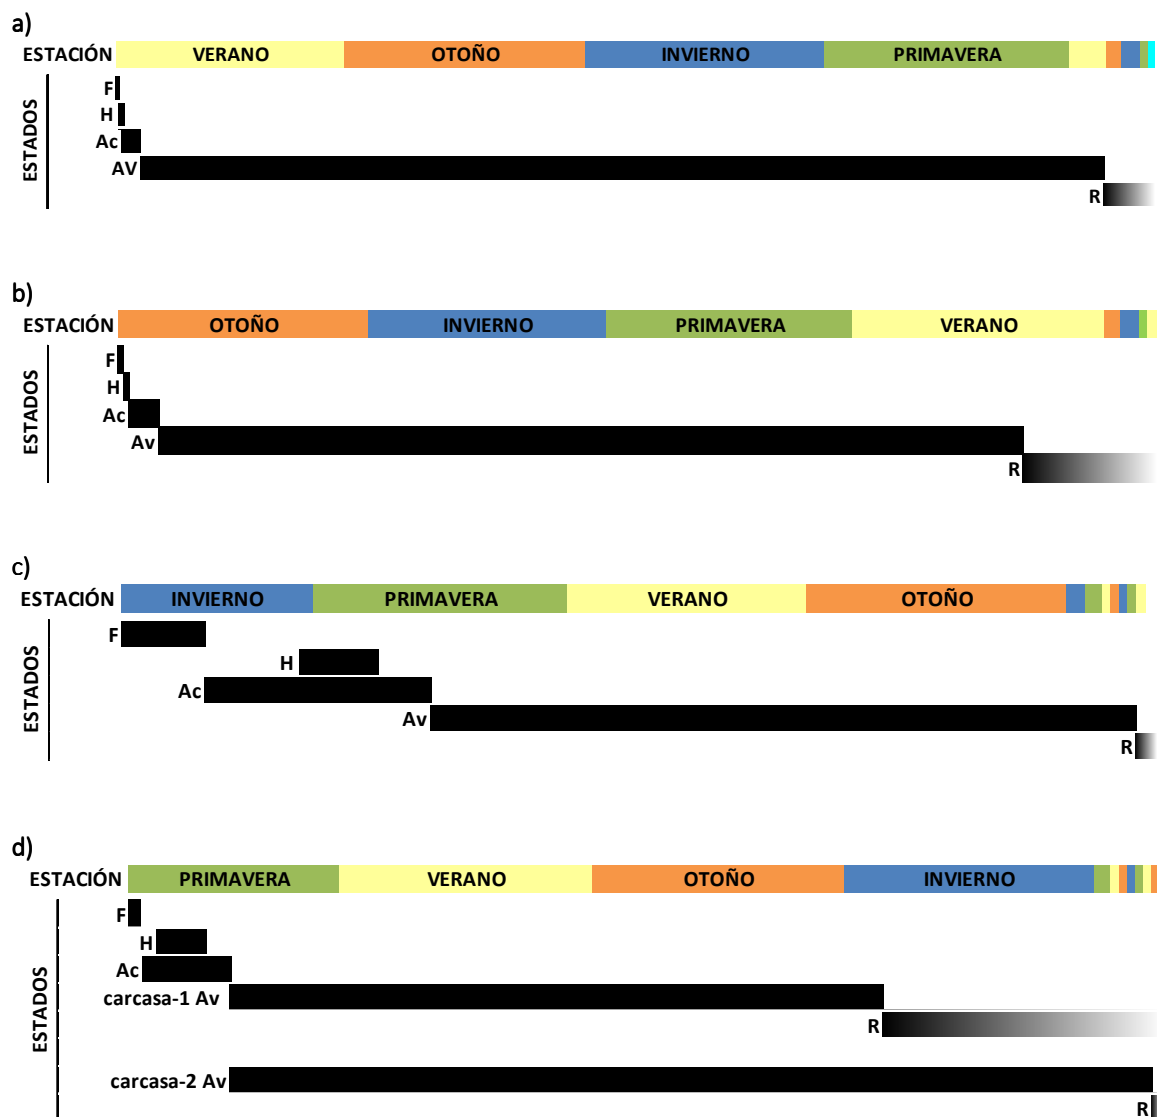 a)
ESTACIÓN VERANO OTOÑO INVIERNO PRIMAVERA
ESTADOS
F
H
Ac
AV
R
b)
ESTACIÓN OTOÑO INVIERNO PRIMAVERA VERANO
ESTADOS
F
H
Ac
Av
R
c)
ESTACIÓN INVIERNO PRIMAVERA VERANO OTOÑO
ESTADOS
F
H
Ac
Av
R
d)
ESTACIÓN PRIMAVERA VERANO OTOÑO INVIERNO
ESTADOS
F
H
Ac
carcasa-1 Av
R
carcasa-2 Av
R